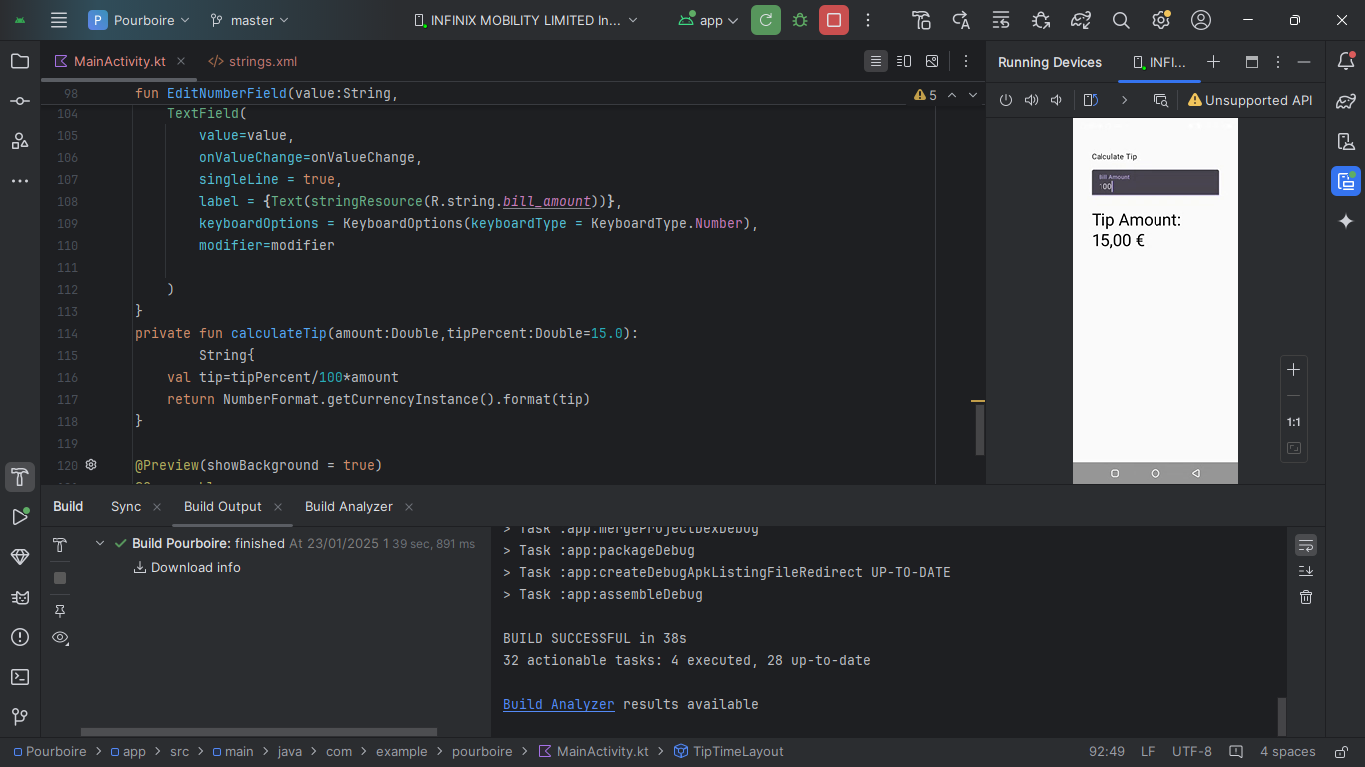 P Pourboire master INFINIX MOBILITY LIMITED In... app
MainActivity.kt strings.xml
98 fun EditNumberField(value:String, 5
104 TextField(
105 value=value,
106 onValueChange=onValueChange,
107 singleLine = true,
108 label = {Text(stringResource(R.string.bill_amount))},
109 keyboardOptions = KeyboardOptions(keyboardType = KeyboardType.Number),
110 modifier=modifier
111
112 )
113 }
114 private fun calculateTip(amount:Double,tipPercent:Double=15.0):
115 String{
116 val tip=tipPercent/100*amount
117 return NumberFormat.getCurrencyInstance().format(tip)
118 }
119
120 @Preview(showBackground = true)
Running Devices INFI...
Unsupported API
Calculate Tip
Bill Amount
100
Tip Amount:
15,00 €
1:1
Build Sync Build Output Build Analyzer
Build Pourboire: finished At 23/01/2025 1 39 sec, 891 ms
Download info
> Task :app:mergeProjectDexDebug
> Task :app:packageDebug
> Task :app:createDebugApkListingFileRedirect UP-TO-DATE
> Task :app:assembleDebug
BUILD SUCCESSFUL in 38s
32 actionable tasks: 4 executed, 28 up-to-date
Build Analyzer results available
Pourboire > app > src > main > java > com > example > pourboire > MainActivity.kt > TipTimeLayout 92:49 LF UTF-8 4 spaces